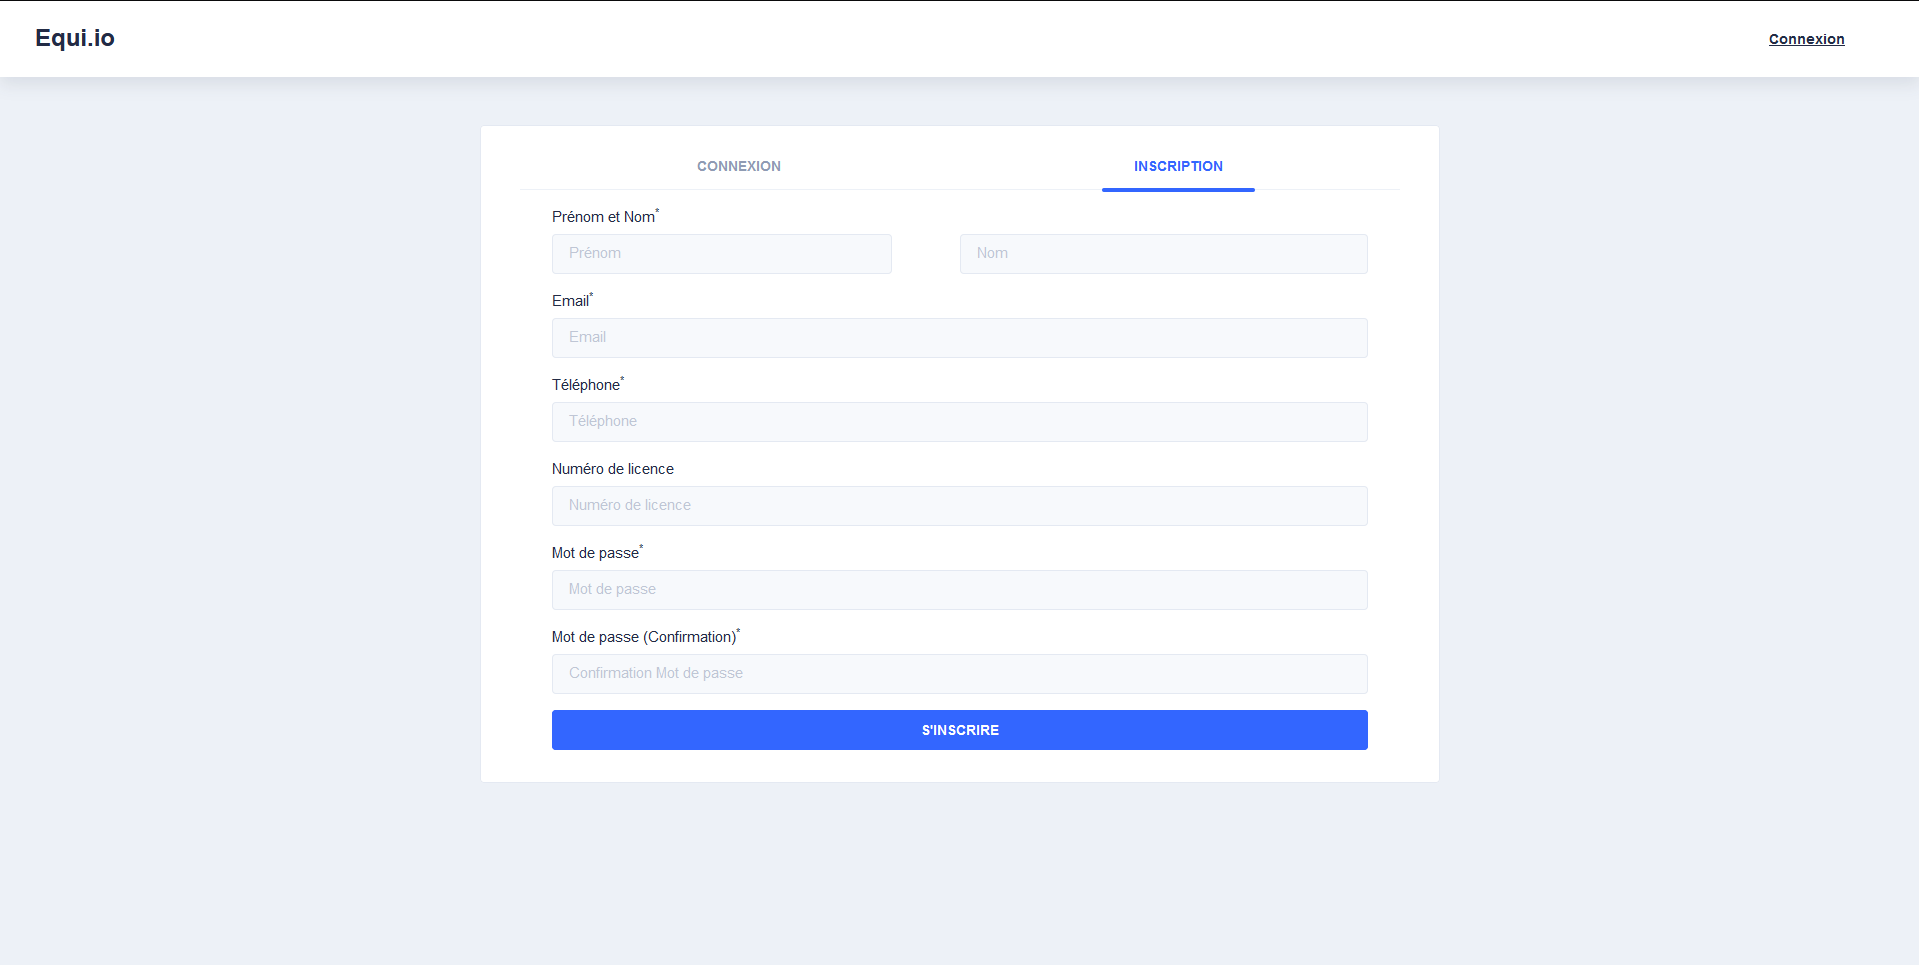 Equi.io
Connexion
CONNEXION
INSCRIPTION
Prénom et Nom*
Prénom
Nom
Email*
Email
Téléphone*
Téléphone
Numéro de licence
Numéro de licence
Mot de passe*
Mot de passe
Mot de passe (Confirmation)*
Confirmation Mot de passe
S'INSCRIRE